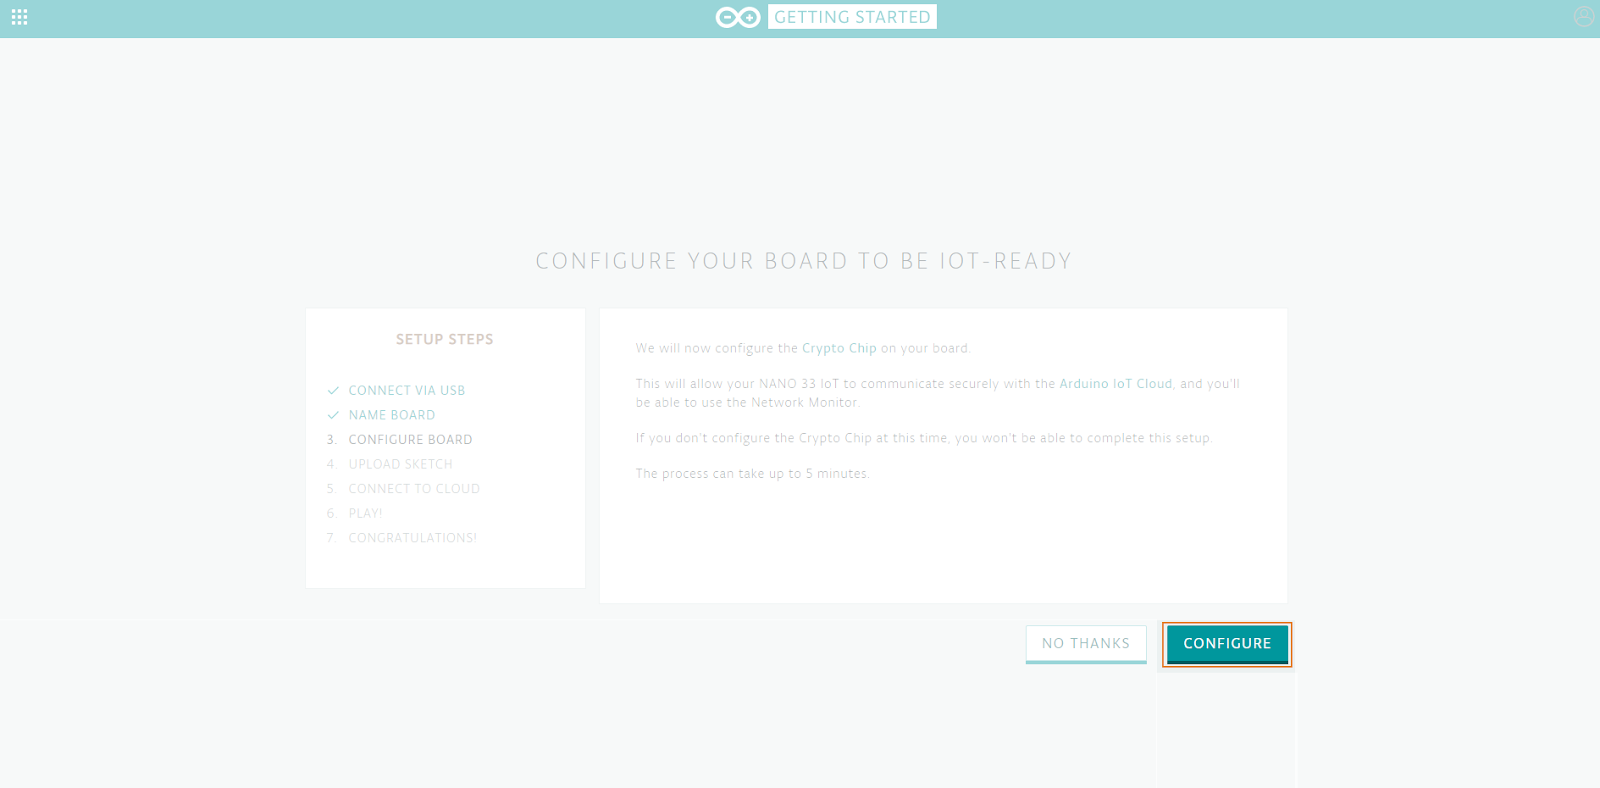 GETTING STARTED
CONFIGURE YOUR BOARD TO BE IOT-READY
SETUP STEPS
CONNECT VIA USB
NAME BOARD
3. CONFIGURE BOARD
4. UPLOAD SKETCH
5. CONNECT TO CLOUD
6. PLAY!
7. CONGRATULATIONS!
We will now configure the Crypto Chip on your board.
This will allow your NANO 33 IoT to communicate securely with the Arduino IoT Cloud, and you'll
be able to use the Network Monitor.
If you don't configure the Crypto Chip at this time, you won't be able to complete this setup.
The process can take up to 5 minutes.
NO THANKS
CONFIGURE